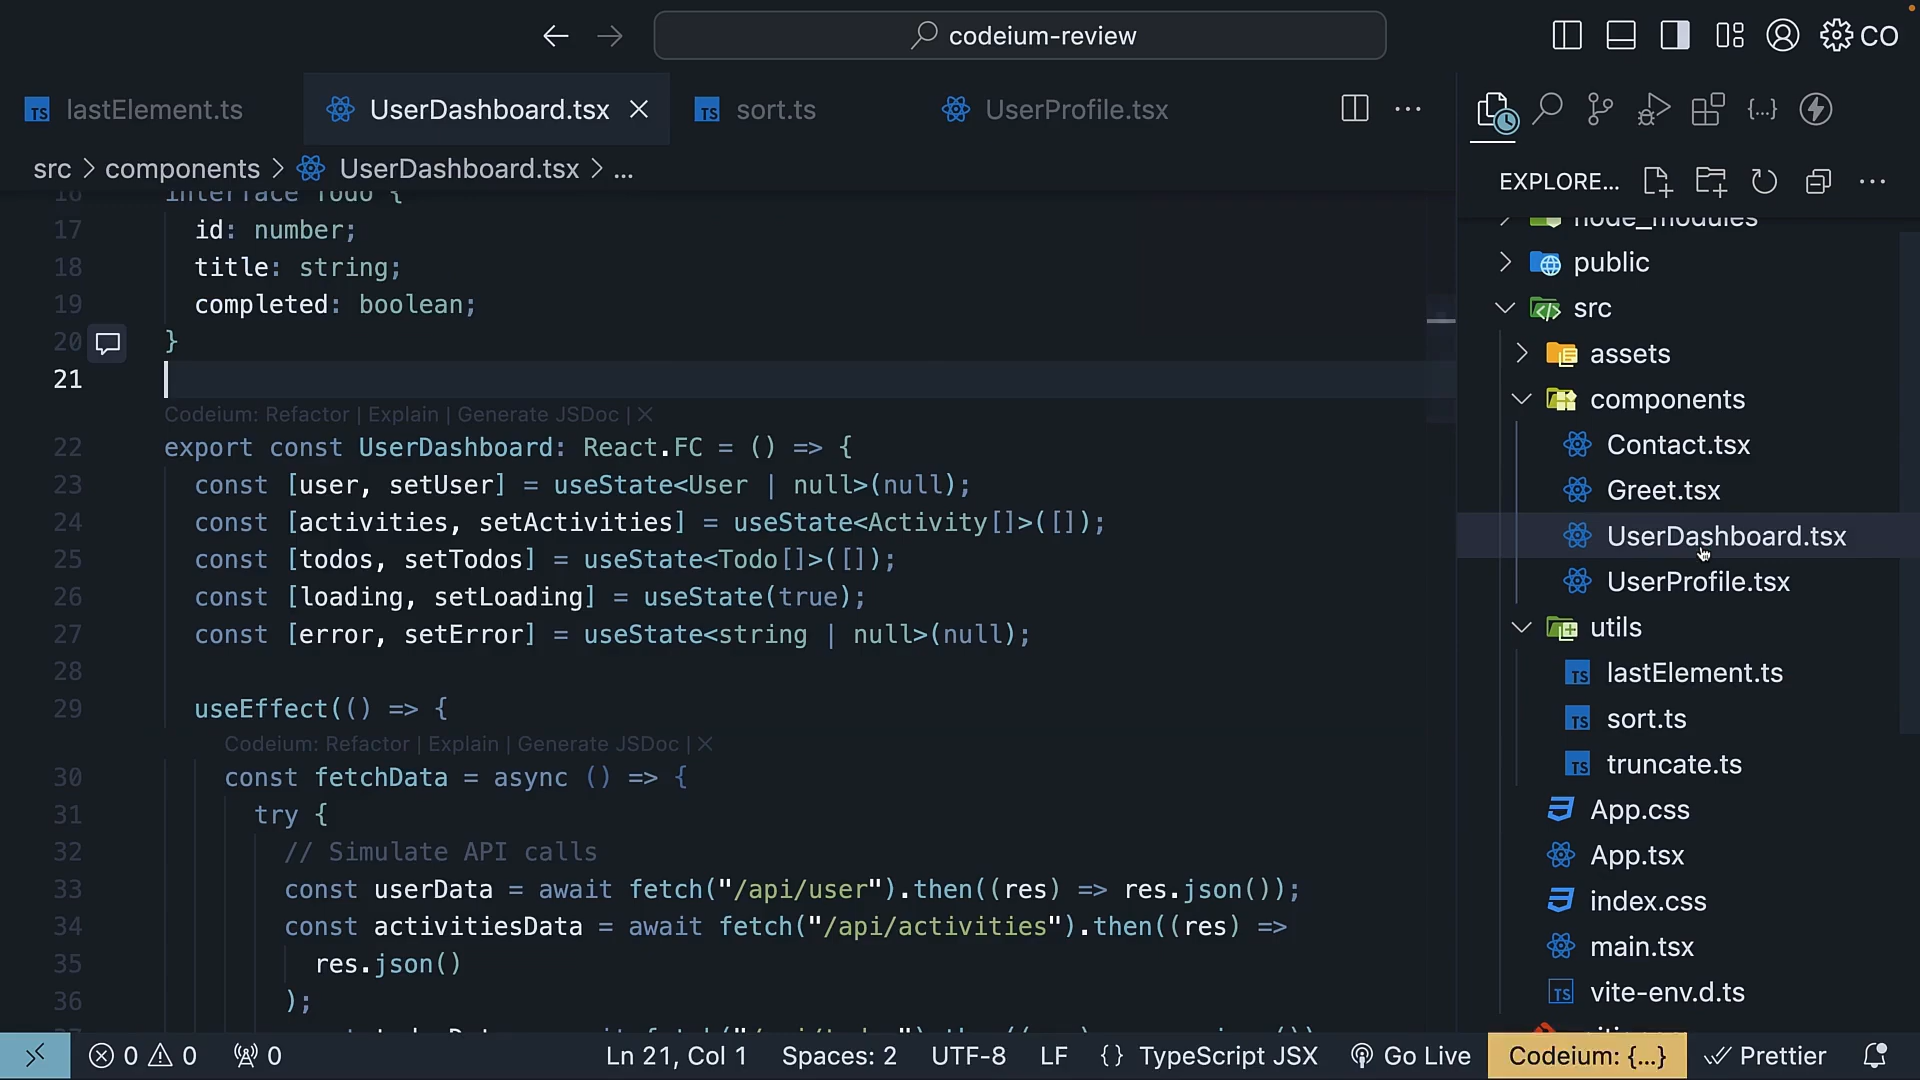 codeium-review
CO
lastElement.ts
UserDashboard.tsx
sort.ts
UserProfile.tsx
src > components > UserDashboard.tsx > ...
EXPLORE...
16 interface Todo {
17 id: number;
18 title: string;
19 completed: boolean;
20 }
21
Codeium: Refactor | Explain | Generate JSDoc | X
22 export const UserDashboard: React.FC = () => {
23 const [user, setUser] = useState<User | null>(null);
24 const [activities, setActivities] = useState<Activity[]>([]);
25 const [todos, setTodos] = useState<Todo[]>([]);
26 const [loading, setLoading] = useState(true);
27 const [error, setError] = useState<string | null>(null);
28
29 useEffect(() => {
Codeium: Refactor | Explain | Generate JSDoc | X
30 const fetchData = async () => {
31 try {
32 // Simulate API calls
33 const userData = await fetch("/api/user").then((res) => res.json());
34 const activitiesData = await fetch("/api/activities").then((res) =>
35 res.json()
36 );
node_modules
public
src
assets
components
Contact.tsx
Greet.tsx
UserDashboard.tsx
UserProfile.tsx
utils
lastElement.ts
sort.ts
truncate.ts
App.css
App.tsx
index.css
main.tsx
vite-env.d.ts
0 0 0 Ln 21, Col 1 Spaces: 2 UTF-8 LF {} TypeScript JSX Go Live Codeium: {...} Prettier